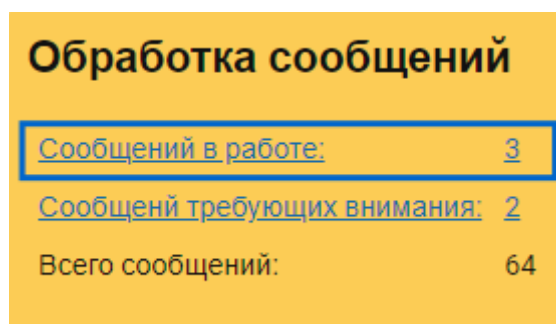 Обработка сообщений
Сообщений в работе: 3
Сообщенй требующих внимания: 2
Всего сообщений: 64